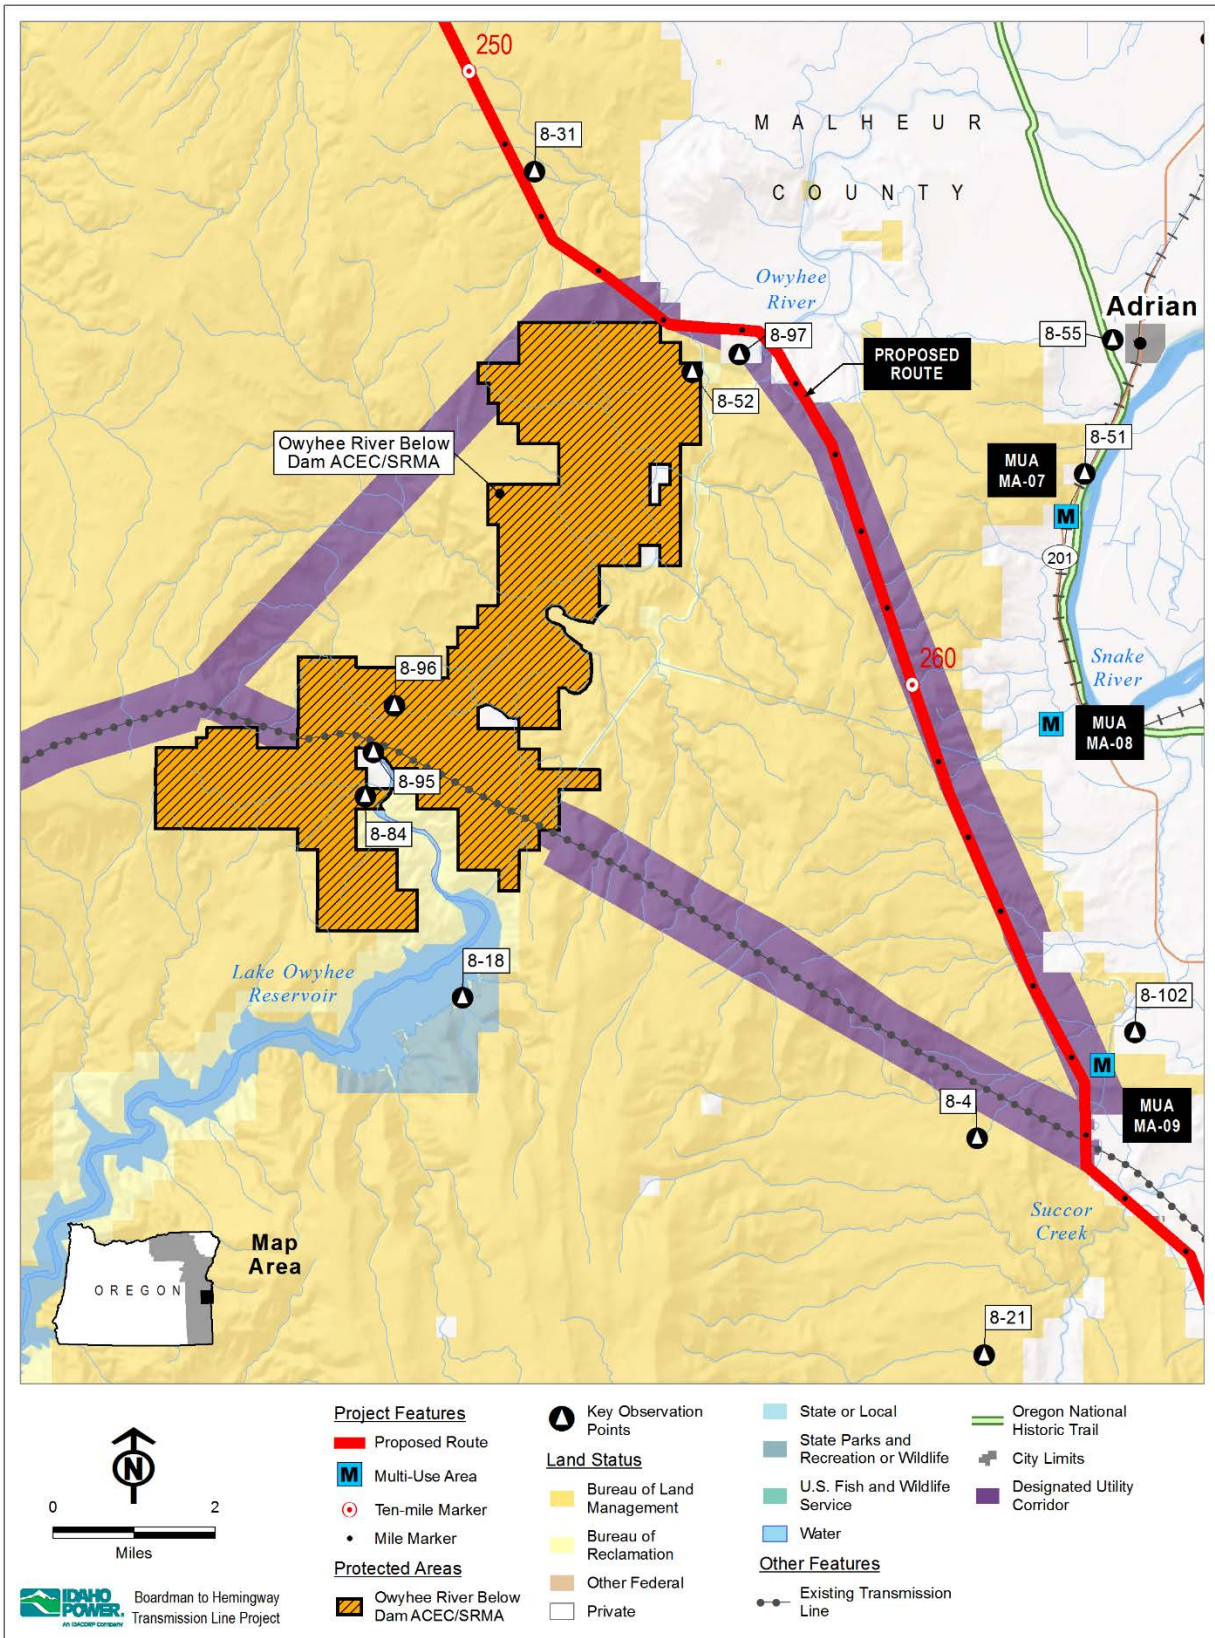 250
8-31
MALHEUR
COUNTY
Owyhee
River
Adrian
8-97
8-55
PROPOSED
ROUTE
8-52
Owyhee River Below
Dam ACEC/SRMA
8-51
MUA
MA-07
M
201
260
8-96
Snake
River
M
MUA
MA-08
8-95
8-84
8-18
Lake Owyhee
Reservoir
8-102
M
8-4
MUA
MA-09
Succor
Creek
Map
Area
OREGON
8-21
N
0 2
Miles
IDAHO
POWER.
AN IDACORP Company
Boardman to Hemingway
Transmission Line Project
Project Features
Proposed Route
M Multi-Use Area
Ten-mile Marker
Mile Marker
Protected Areas
Owyhee River Below
Dam ACEC/SRMA
Key Observation
Points
Land Status
Bureau of Land
Management
Bureau of
Reclamation
Other Federal
Private
State or Local
State Parks and
Recreation or Wildlife
U.S. Fish and Wildlife
Service
Water
Other Features
Existing Transmission
Line
Oregon National
Historic Trail
City Limits
Designated Utility
Corridor